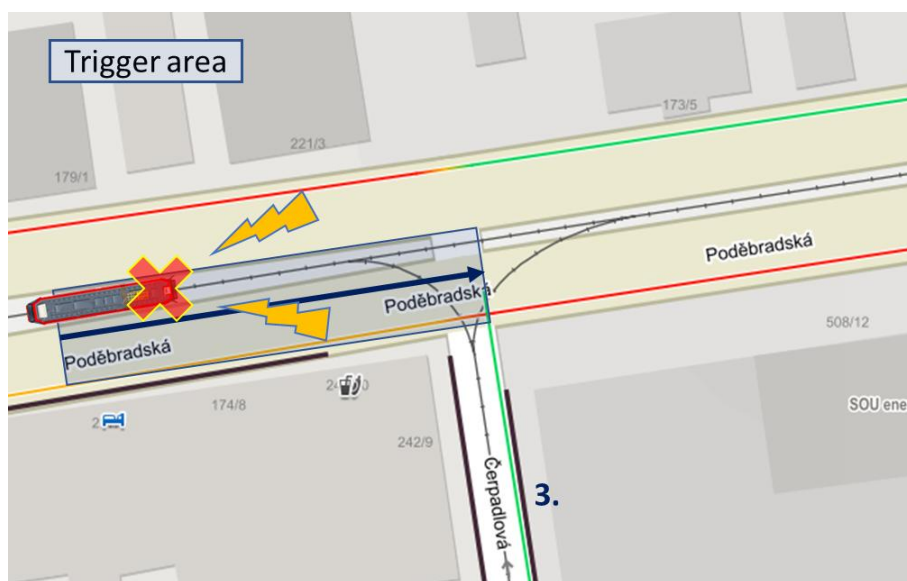 Trigger area
173/5
221/3
179/1
Poděbradská
Poděbradská
Poděbradská
508/12
174/8
SOU ene
242/9
Čerpadlová
3.